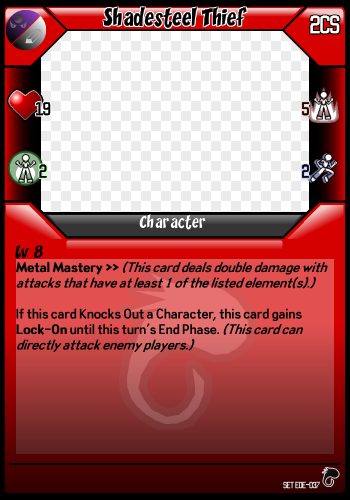 Shadesteel Thief
2CS
19
5
2
2
Character
Lv 8
Metal Mastery >> (This card deals double damage with
attacks that have at least 1 of the listed element(s).)
If this card Knocks Out a Character, this card gains
Lock-On until this turn's End Phase. (This card can
directly attack enemy players.)
SET EOE-037